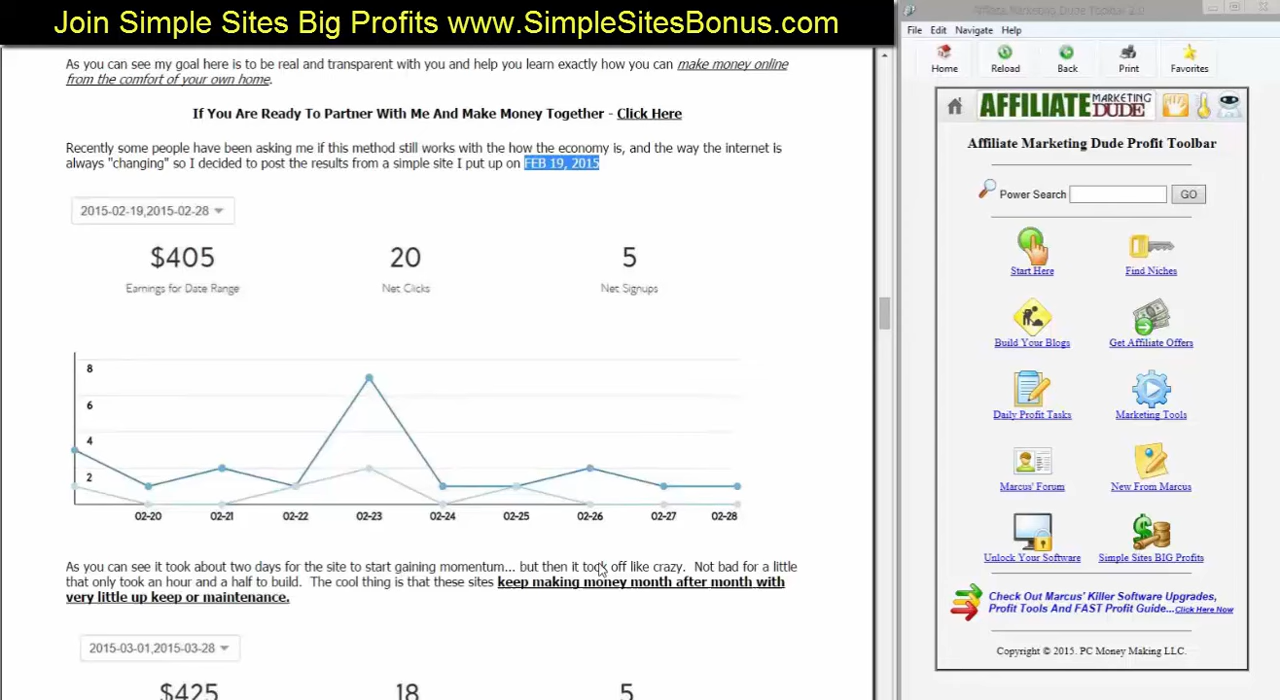 Join Simple Sites Big Profits www.SimpleSitesBonus.com
As you can see my goal here is to be real and transparent with you and help you learn exactly how you can make money online
from the comfort of your own home.
If You Are Ready To Partner With Me And Make Money Together - Click Here
Recently some people have been asking me if this method still works with the how the economy is, and the way the internet is
always "changing" so I decided to post the results from a simple site I put up on FEB 19, 2015
2015-02-19,2015-02-28
$405
20
5
Earnings for Date Range
Net Clicks
Net Signups
8
6
4
2
02-20
02-21
02-22
02-23
02-24
02-25
02-26
02-27
02-28
As you can see it took about two days for the site to start gaining momentum... but then it took off like crazy. Not bad for a little
that only took an hour and a half to build. The cool thing is that these sites keep making money month after month with
very little up keep or maintenance.
2015-03-01,2015-03-28
$425
18
5
Affiliate Marketing Dude Toolbar 2.0
File Edit Navigate Help
Home
Reload
Back
Print
Favorites
AFFILIATE MARKETING DUDE
Affiliate Marketing Dude Profit Toolbar
Power Search
GO
Start Here
Find Niches
Build Your Blogs
Get Affiliate Offers
Daily Profit Tasks
Marketing Tools
Marcus' Forum
New From Marcus
Unlock Your Software
Simple Sites BIG Profits
Check Out Marcus' Killer Software Upgrades,
Profit Tools And FAST Profit Guide...Click Here Now
Copyright © 2015. PC Money Making LLC.